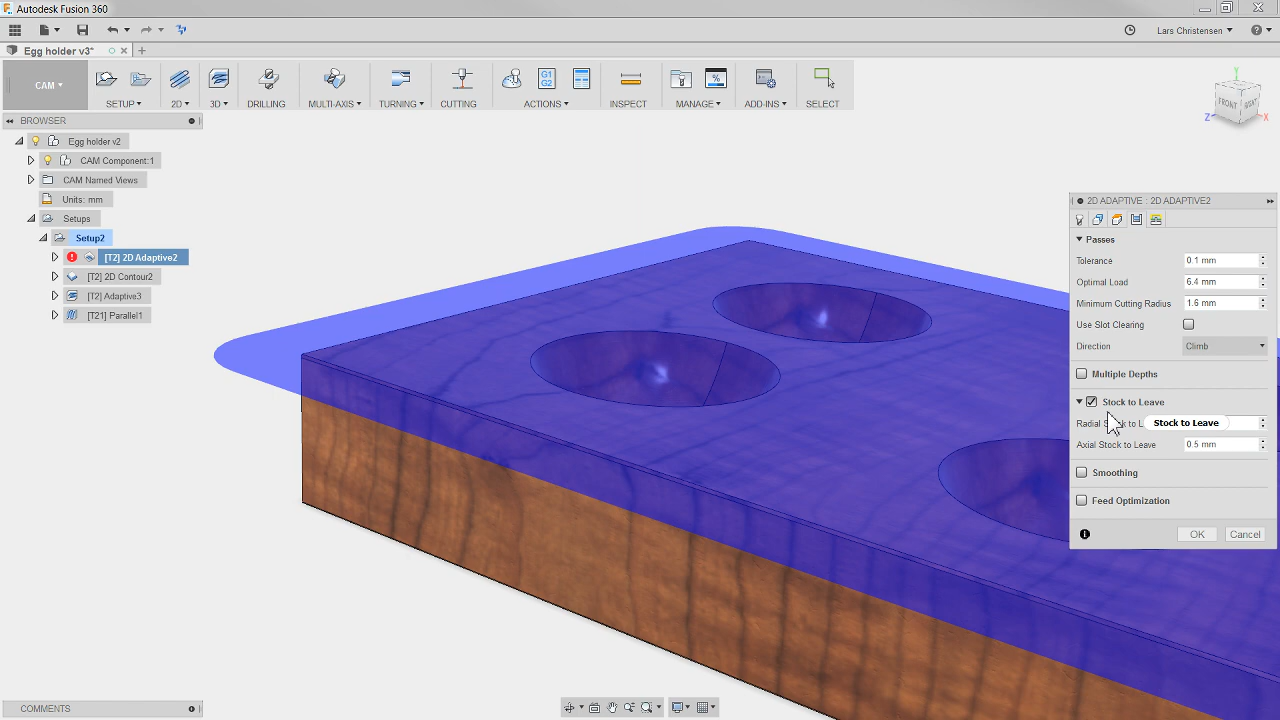 Autodesk Fusion 360
Lars Christensen
Egg holder v3*
CAM
SETUP
2D
3D
DRILLING
MULTI-AXIS
TURNING
CUTTING
G1
G2
ACTIONS
INSPECT
MANAGE
ADD-INS
SELECT
BROWSER
Egg holder v2
CAM Component:1
CAM Named Views
Units: mm
Setups
Setup2
[T2] 2D Adaptive2
[T2] 2D Contour2
[T2] Adaptive3
[T21] Parallel1
Y
FRONT
Z
X
2D ADAPTIVE : 2D ADAPTIVE2
Passes
Tolerance 0.1 mm
Optimal Load 6.4 mm
Minimum Cutting Radius 1.6 mm
Use Slot Clearing
Direction Climb
Multiple Depths
Stock to Leave
Radial to L
Stock to Leave
Axial Stock to Leave 0.5 mm
Smoothing
Feed Optimization
OK Cancel
COMMENTS